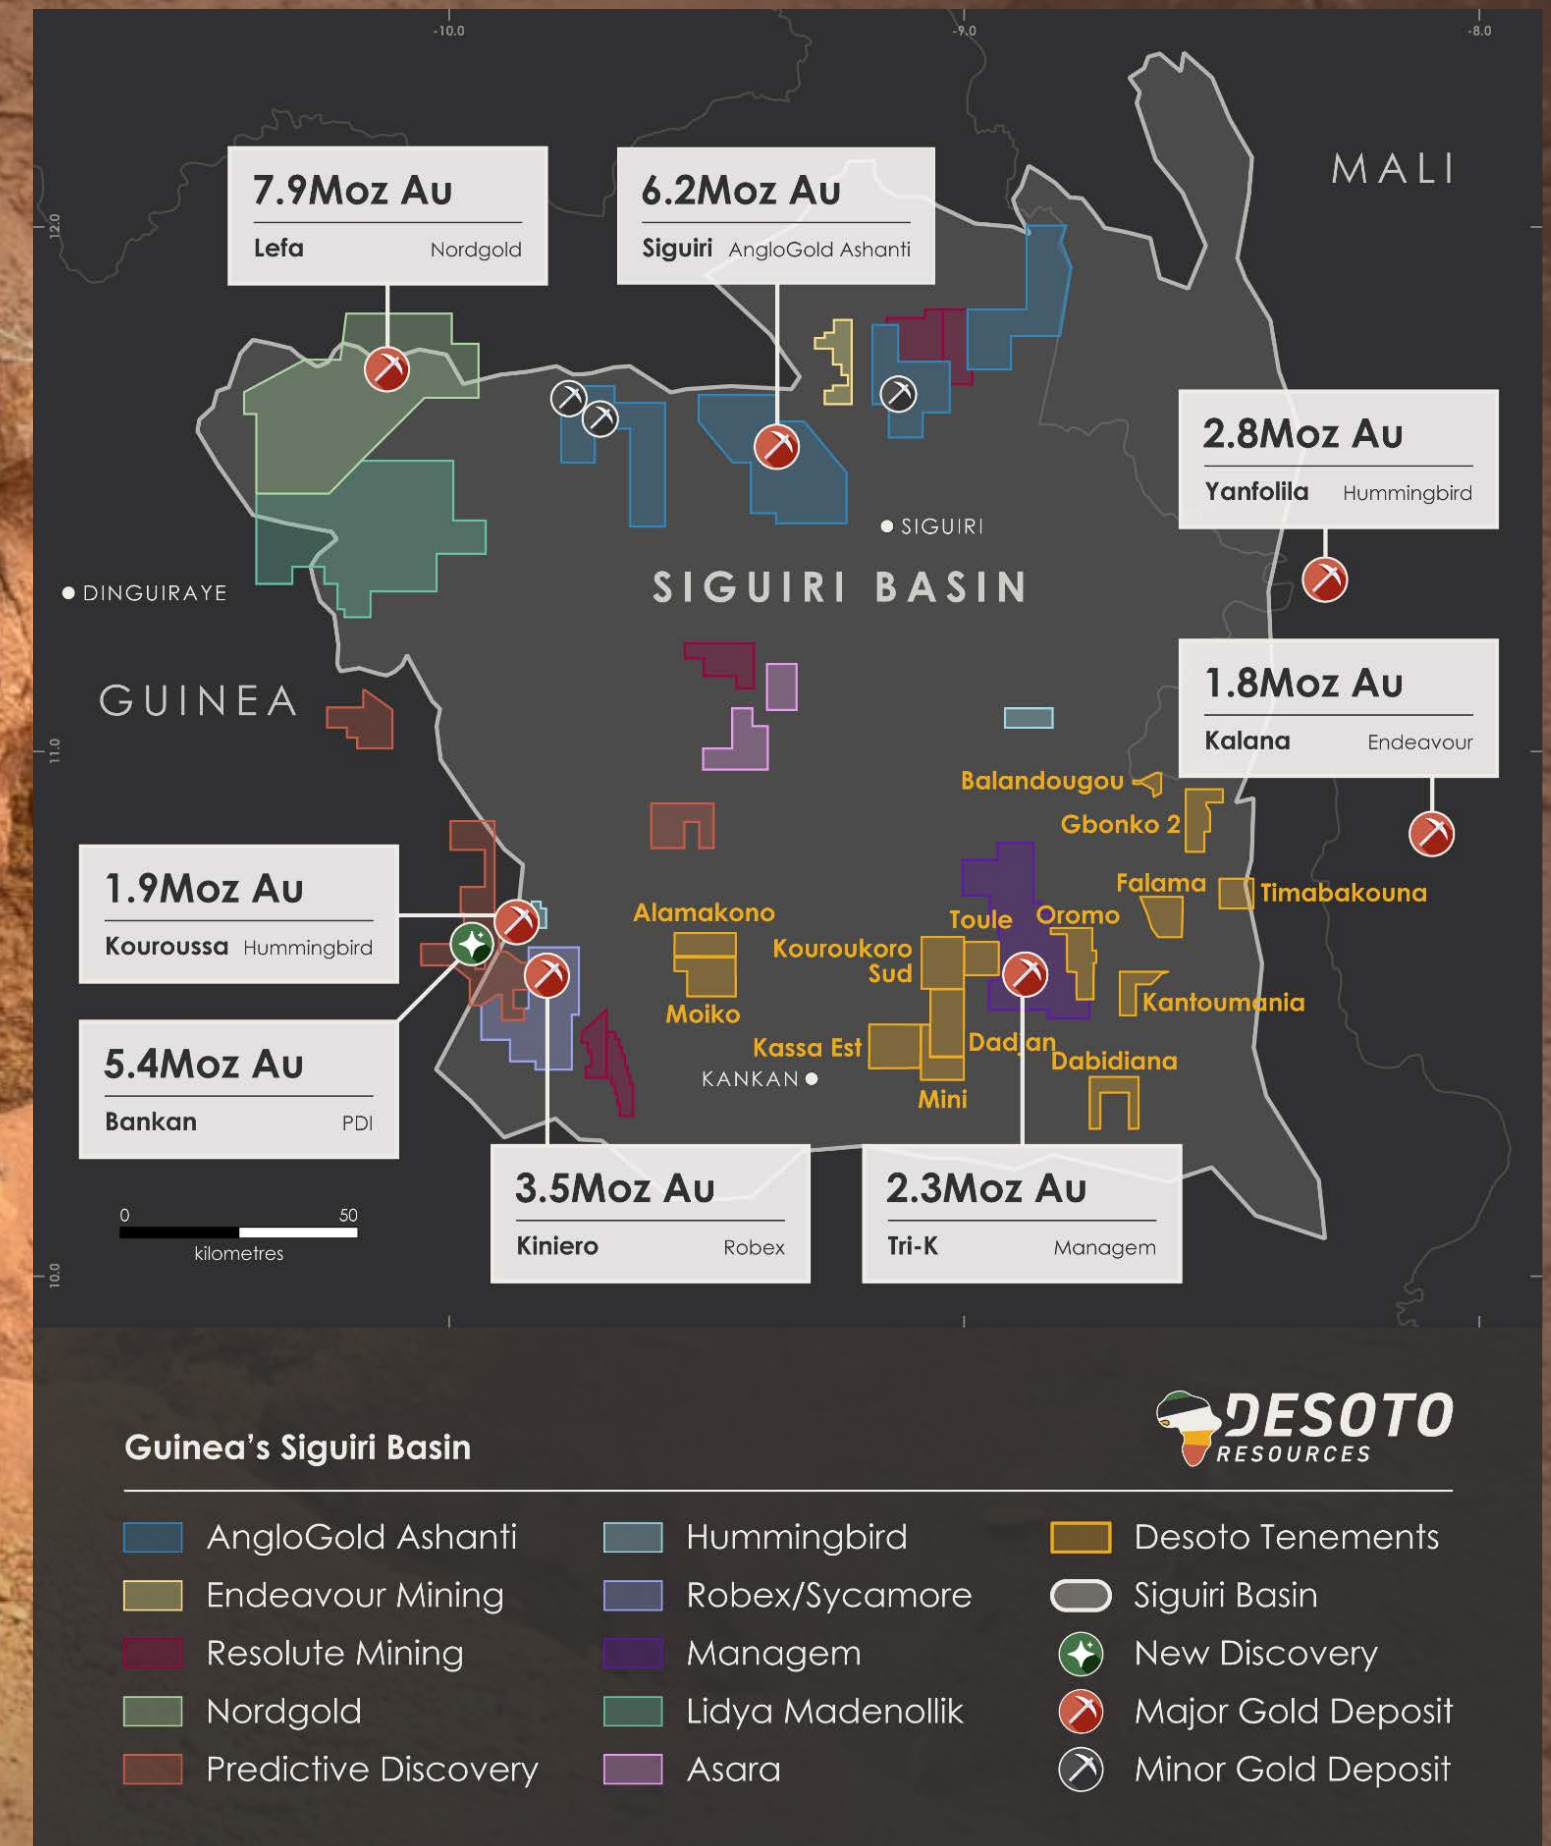 -10.0
-9.0
-8.0
MALI
12.0
7.9Moz Au
Lefa Nordgold
6.2Moz Au
Siguiri AngloGold Ashanti
2.8Moz Au
Yanfolila Hummingbird
SIGUIRI
SIGUIRI BASIN
DINGUIRAYE
GUINEA
1.8Moz Au
Kalana Endeavour
11.0
Balandougou
Gbonko 2
Falama
Timabakouna
1.9Moz Au
Kouroussa Hummingbird
Alamakono
Toule
Oromo
Kouroukoro
Sud
Moiko
Kantoumania
Kassa Est
Dadjan
Dabidiana
KANKAN
Mini
5.4Moz Au
Bankan PDI
3.5Moz Au
Kiniero Robex
2.3Moz Au
Tri-K Managem
0 50
kilometres
10.0
DESOTO
RESOURCES
Guinea's Siguiri Basin
AngloGold Ashanti
Endeavour Mining
Resolute Mining
Nordgold
Predictive Discovery
Hummingbird
Robex/Sycamore
Managem
Lidya Madenollik
Asara
Desoto Tenements
Siguiri Basin
New Discovery
Major Gold Deposit
Minor Gold Deposit